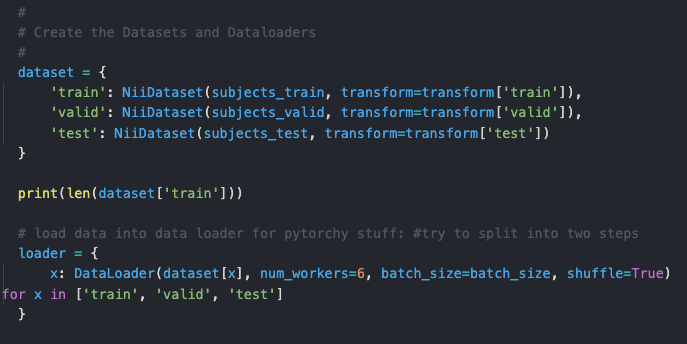 #
# Create the Datasets and Dataloaders
#
dataset = {
    'train': NiiDataset(subjects_train, transform=transform['train']),
    'valid': NiiDataset(subjects_valid, transform=transform['valid']),
    'test': NiiDataset(subjects_test, transform=transform['test'])
}
print(len(dataset['train']))
# load data into data loader for pytorchy stuff: #try to split into two steps
loader = {
    x: DataLoader(dataset[x], num_workers=6, batch_size=batch_size, shuffle=True)
for x in ['train', 'valid', 'test']
}